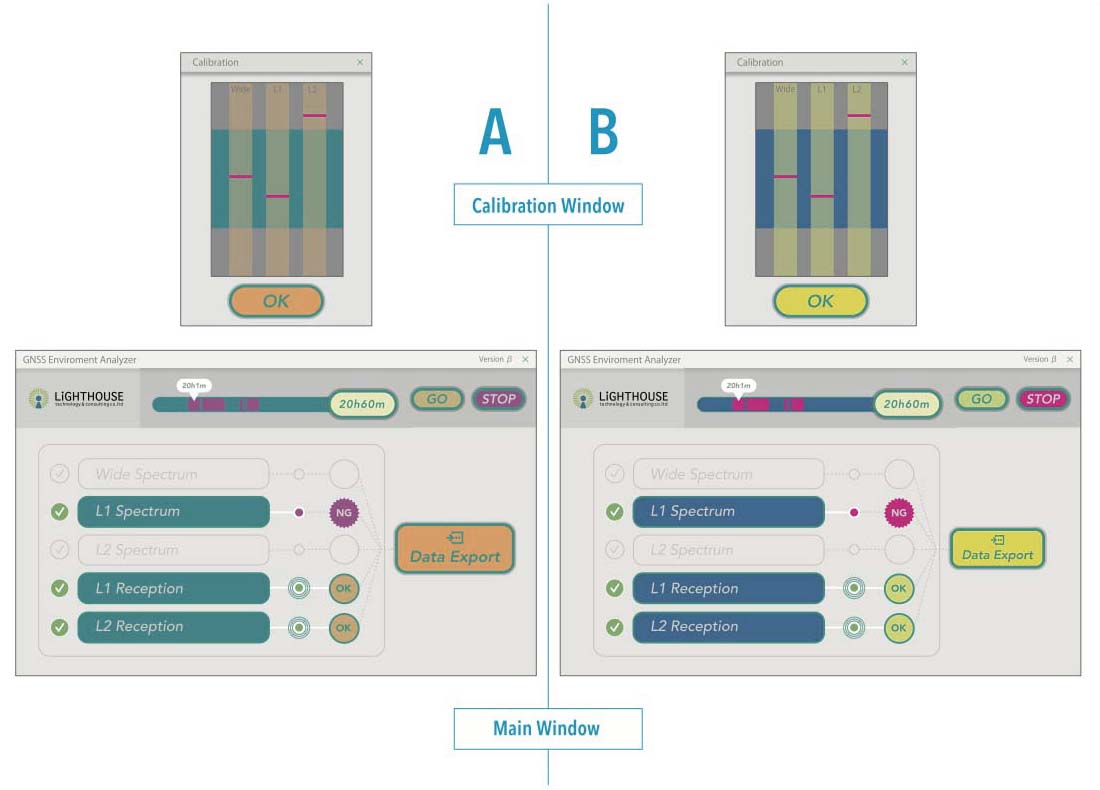 A
B
Calibration
×
Wide
L1
L2
OK
Calibration
×
Wide
L1
L2
OK
Calibration Window
GNSS Enviroment Analyzer
Version β ×
LiGHTHOUSE
technology & consulting co.ltd
20h1m
20h60m
GO
STOP
Wide Spectrum
L1 Spectrum
NG
L2 Spectrum
Data Export
L1 Reception
OK
L2 Reception
OK
GNSS Enviroment Analyzer
Version β ×
LiGHTHOUSE
technology & consulting co.ltd
20h1m
20h60m
GO
STOP
Wide Spectrum
L1 Spectrum
NG
L2 Spectrum
Data Export
L1 Reception
OK
L2 Reception
OK
Main Window